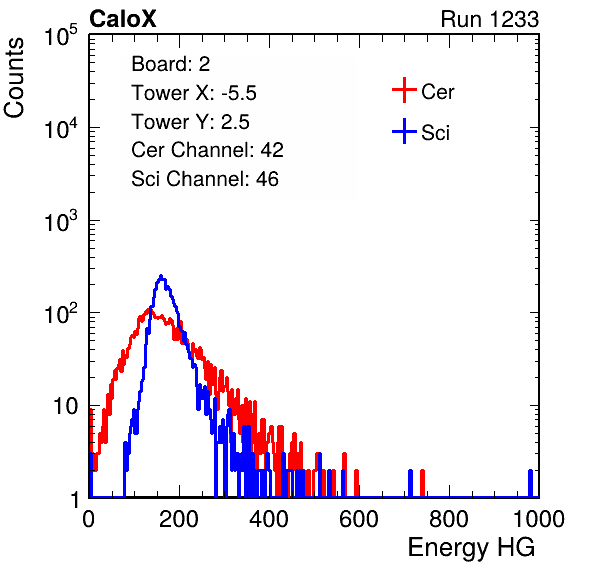 CaloX Run 1233
Counts
10^5
10^4
10^3
10^2
10
1
Board: 2
Tower X: -5.5
Tower Y: 2.5
Cer Channel: 42
Sci Channel: 46
Cer
Sci
0 200 400 600 800 1000
Energy HG